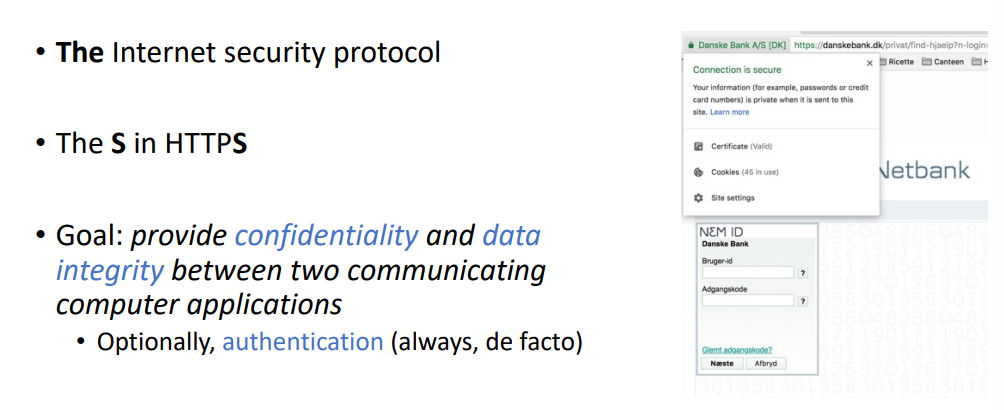 • The Internet security protocol
• The S in HTTPS
• Goal: provide confidentiality and data
integrity between two communicating
computer applications
• Optionally, authentication (always, de facto)
Danske Bank A/S [DK] https://danskebank.dk/privat/find-hjaelp?n-login
Ricette Canteen H
Connection is secure
Your information (for example, passwords or credit
card numbers) is private when it is sent to this
site. Learn more
Certificate (Valid)
Cookies (45 in use)
Site settings
Netbank
NEM ID
Danske Bank
Bruger-id
?
Adgangskode
?
Glemt adgangskode?
Næste Afbryd